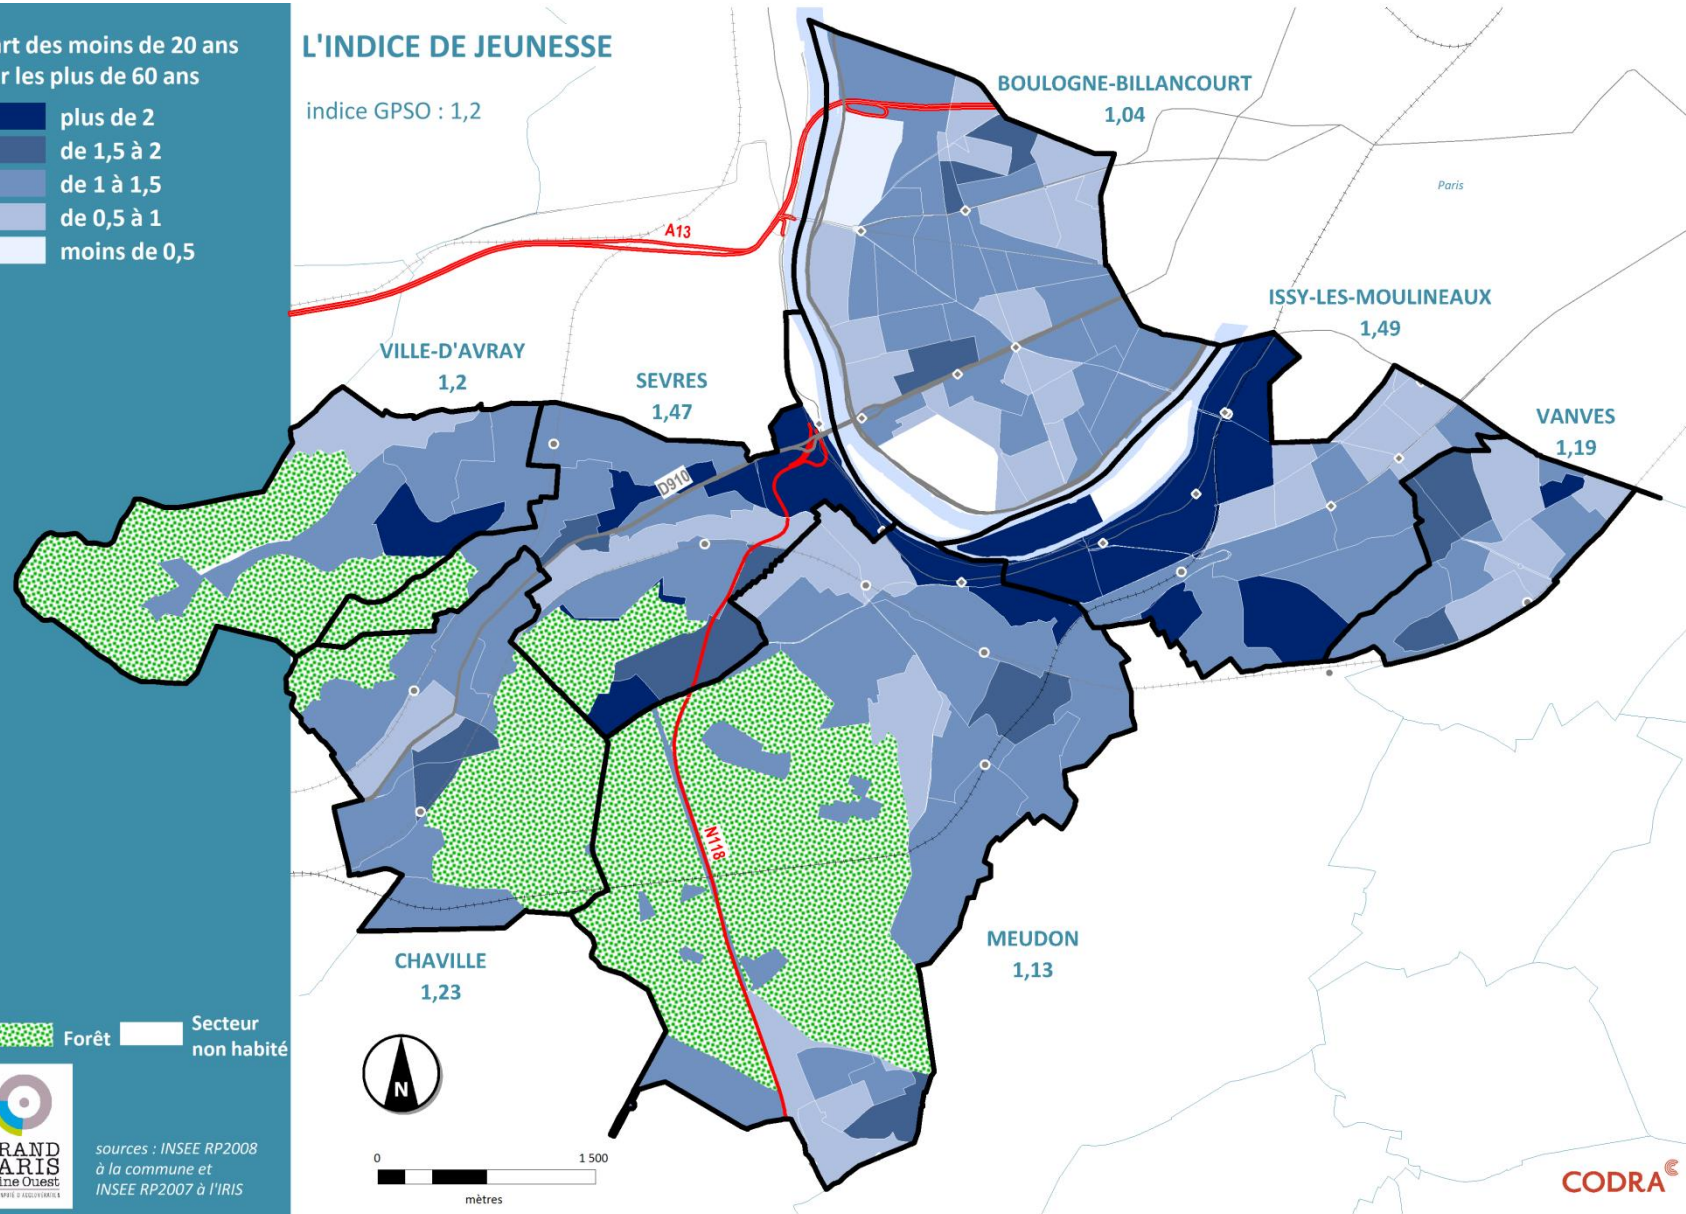 rt des moins de 20 ans
r les plus de 60 ans
plus de 2
de 1,5 à 2
de 1 à 1,5
de 0,5 à 1
moins de 0,5
L'INDICE DE JEUNESSE
indice GPSO : 1,2
BOULOGNE-BILLANCOURT
1,04
Paris
A13
ISSY-LES-MOULINEAUX
1,49
VILLE-D'AVRAY
1,2
SEVRES
1,47
VANVES
1,19
D910
N118
MEUDON
1,13
CHAVILLE
1,23
Forêt
Secteur
non habité
N
0 1 500
mètres
RAND
ARIS
ine Ouest
sources : INSEE RP2008
à la commune et
INSEE RP2007 à l'IRIS
CODRA